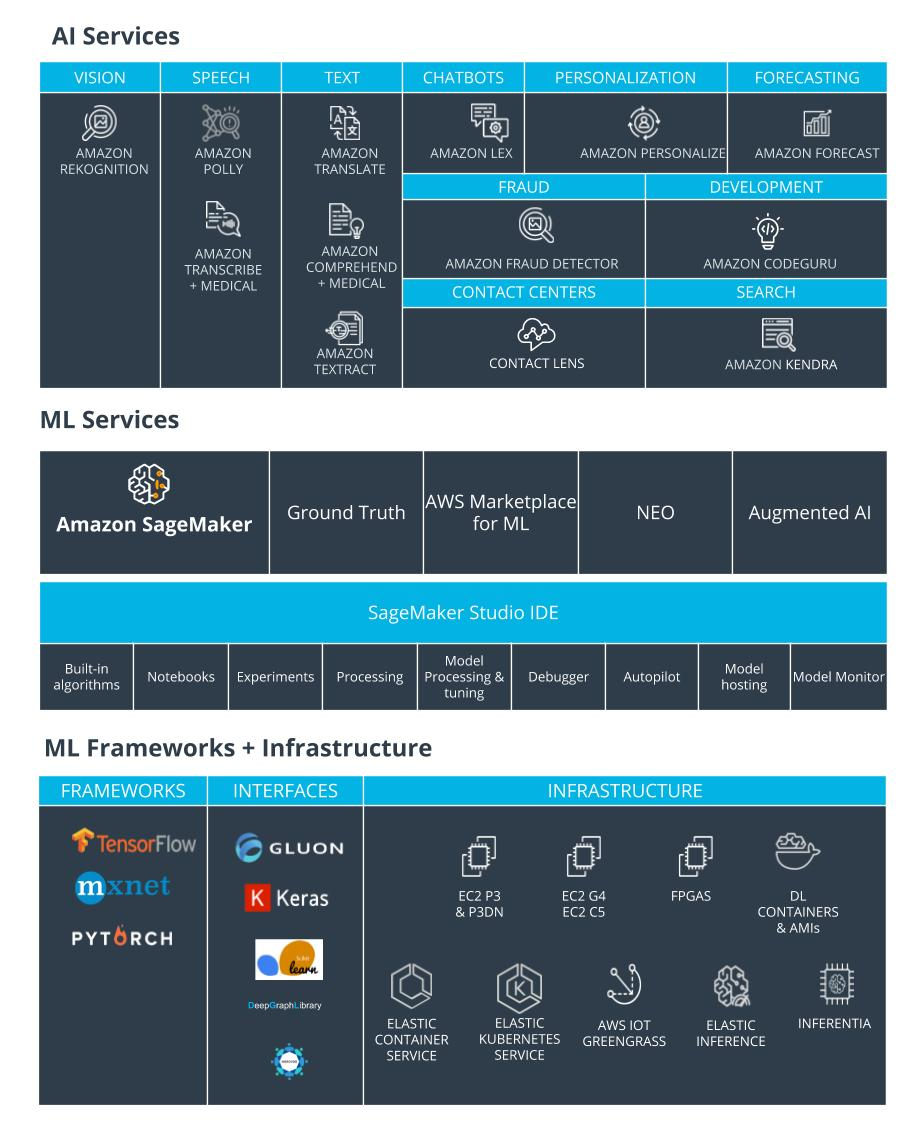 AI Services
VISION
SPEECH
TEXT
CHATBOTS
PERSONALIZATION
FORECASTING
AMAZON
REKOGNITION
AMAZON
POLLY
AMAZON
TRANSCRIBE
+ MEDICAL
AMAZON
TRANSLATE
AMAZON
COMPREHEND
+ MEDICAL
AMAZON
TEXTRACT
AMAZON LEX
AMAZON PERSONALIZE
AMAZON FORECAST
FRAUD
DEVELOPMENT
AMAZON FRAUD DETECTOR
AMAZON CODEGURU
CONTACT CENTERS
SEARCH
CONTACT LENS
AMAZON KENDRA
ML Services
Amazon SageMaker
Ground Truth
AWS Marketplace
for ML
NEO
Augmented AI
SageMaker Studio IDE
Built-in
algorithms
Notebooks
Experiments
Processing
Model
Processing &
tuning
Debugger
Autopilot
Model
hosting
Model Monitor
ML Frameworks + Infrastructure
FRAMEWORKS
INTERFACES
INFRASTRUCTURE
TensorFlow
mxnet
PYTORCH
GLUON
K Keras
scikit
learn
DeepGraphLibrary
EC2 P3
& P3DN
EC2 G4
EC2 C5
FPGAS
DL
CONTAINERS
& AMIs
ELASTIC
CONTAINER
SERVICE
K
ELASTIC
KUBERNETES
SERVICE
AWS IOT
GREENGRASS
ELASTIC
INFERENCE
INFERENTIA